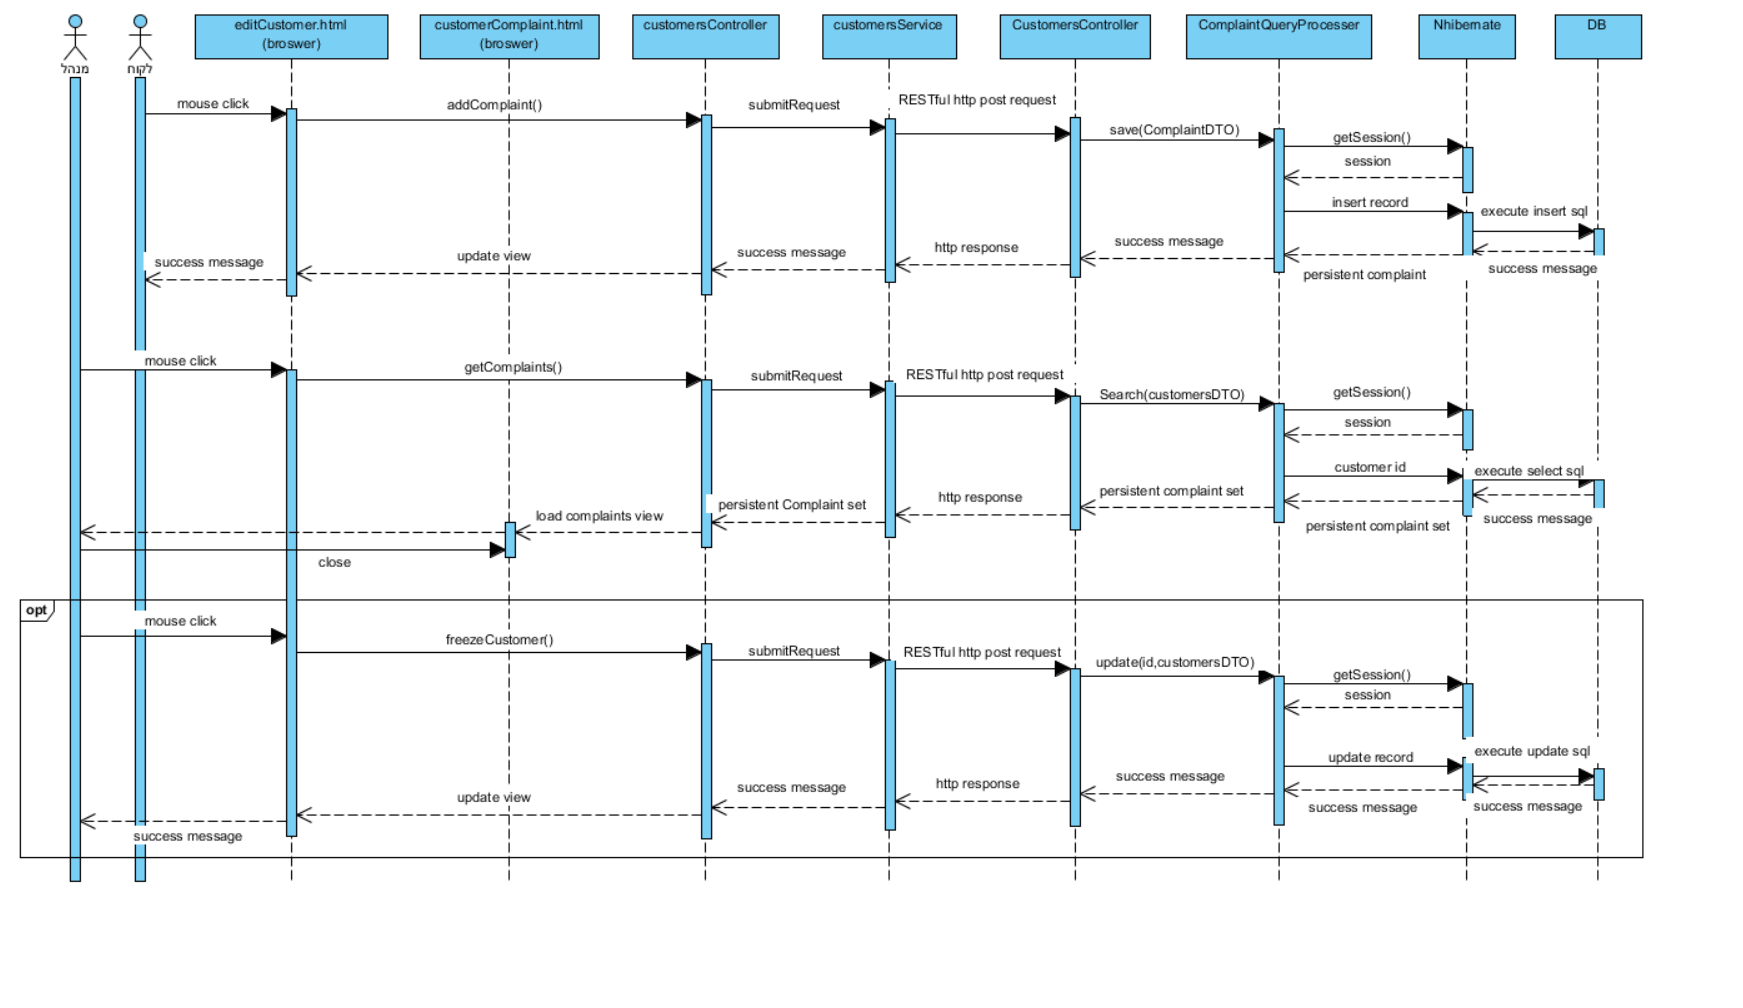 editCustomer.html
(broswer)
customerComplaint.html
(broswer)
customersController
customersService
CustomersController
ComplaintQueryProcesser
Nhibernate
DB
מנהל
לקוח
mouse click
addComplaint()
submitRequest
RESTful http post request
save(ComplaintDTO)
getSession()
session
insert record
execute insert sql
success message
update view
success message
http response
success message
persistent complaint
success message
mouse click
getComplaints()
submitRequest
RESTful http post request
Search(customersDTO)
getSession()
session
customer id
execute select sql
load complaints view
persistent Complaint set
http response
persistent complaint set
persistent complaint set
success message
close
opt
mouse click
freezeCustomer()
submitRequest
RESTful http post request
update(id,customersDTO)
getSession()
session
update record
execute update sql
update view
success message
http response
success message
success message
success message
success message